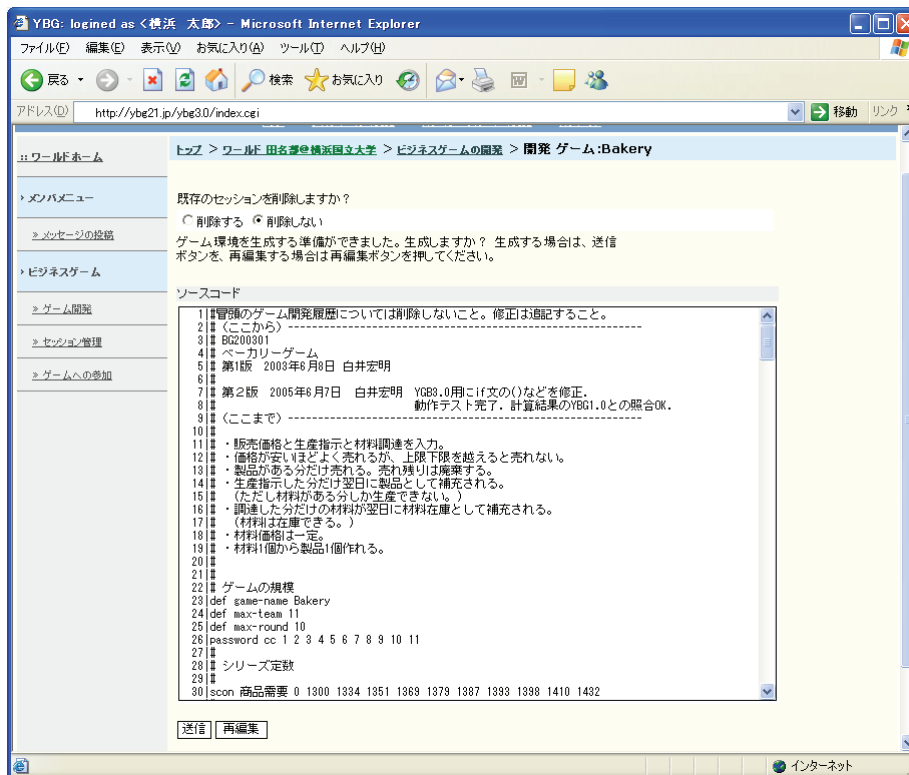 YBG: logined as <横浜 太郎> - Microsoft Internet Explorer
ファイル(F) 編集(E) 表示(V) お気に入り(A) ツール(T) ヘルプ(H)
戻る 検索 お気に入り
アドレス(D) http://ybg21.jp/ybg3.0/index.cgi 移動 リンク
:: ワールドホーム
› メンバメニュー
» メッセージの投稿
› ビジネスゲーム
» ゲーム開発
» セッション管理
» ゲームへの参加
トップ > ワールド 田名部@横浜国立大学 > ビジネスゲームの開発 > 開発 ゲーム:Bakery
既存のセッションを削除しますか？
削除する 削除しない
ゲーム環境を生成する準備ができました。生成しますか？ 生成する場合は、送信
ボタンを、再編集する場合は再編集ボタンを押してください。
ソースコード
1|#冒頭のゲーム開発履歴については削除しないこと。修正は追記すること。
2|#（ここから）------------------------------------------------------
3|# BG200301
4|# ベーカリーゲーム
5|# 第1版 2003年6月8日 白井宏明
6|#
7|# 第２版 2005年6月7日 白井宏明 YGB3.0用にif文の()などを修正．
8|# 動作テスト完了．計算結果のYBG1.0との照合OK．
9|#（ここまで）------------------------------------------------------
10|#
11|# ・販売価格と生産指示と材料調達を入力。
12|# ・価格が安いほどよく売れるが、上限下限を越えると売れない。
13|# ・製品がある分だけ売れる。売れ残りは廃棄する。
14|# ・生産指示した分だけ翌日に製品として補充される。
15|# （ただし材料がある分しか生産できない。）
16|# ・調達した分だけの材料が翌日に材料在庫として補充される。
17|# （材料は在庫できる。）
18|# ・材料価格は一定。
19|# ・材料1個から製品1個作れる。
20|#
21|#
22|# ゲームの規模
23|def game-name Bakery
24|def max-team 11
25|def max-round 10
26|password cc 1 2 3 4 5 6 7 8 9 10 11
27|#
28|# シリーズ定数
29|#
30|scon 商品需要 0 1300 1334 1351 1369 1379 1387 1393 1398 1410 1432
送信 再編集
インターネット